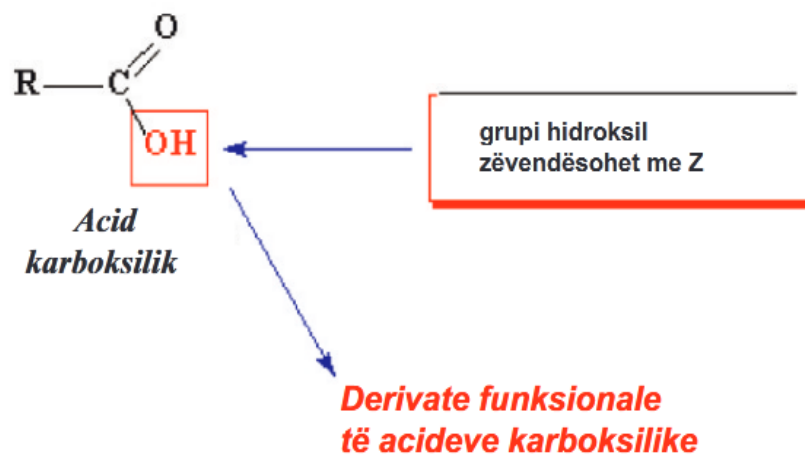 O
R—C
OH
grupi hidroksil
zëvendësohet me Z
Acid
karboksilik
Derivate funksionale
të acideve karboksilike